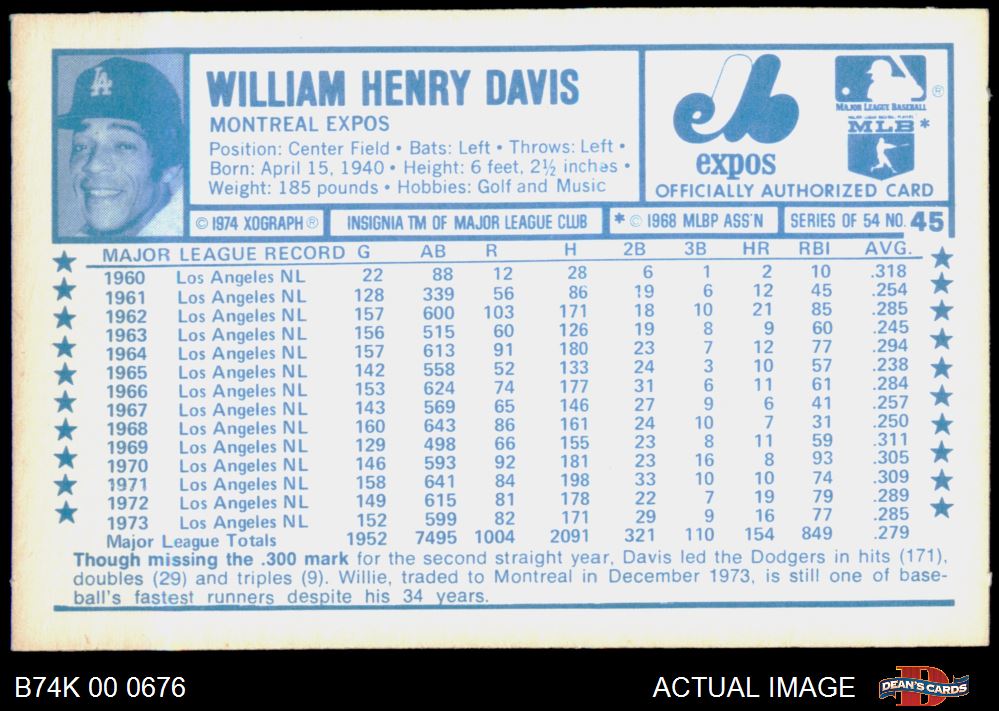 LA
WILLIAM HENRY DAVIS
MONTREAL EXPOS
Position: Center Field • Bats: Left • Throws: Left •
Born: April 15, 1940 • Height: 6 feet, 2½ inches •
Weight: 185 pounds • Hobbies: Golf and Music
expos
MAJOR LEAGUE BASEBALL ®
MLB *
OFFICIALLY AUTHORIZED CARD
© 1974 XOGRAPH ® INSIGNIA TM OF MAJOR LEAGUE CLUB * © 1968 MLBP ASS'N SERIES OF 54 NO. 45
MAJOR LEAGUE RECORD G AB R H 2B 3B HR RBI AVG.
1960 Los Angeles NL 22 88 12 28 6 1 2 10 .318
1961 Los Angeles NL 128 339 56 86 19 6 12 45 .254
1962 Los Angeles NL 157 600 103 171 18 10 21 85 .285
1963 Los Angeles NL 156 515 60 126 19 8 9 60 .245
1964 Los Angeles NL 157 613 91 180 23 7 12 77 .294
1965 Los Angeles NL 142 558 52 133 24 3 10 57 .238
1966 Los Angeles NL 153 624 74 177 31 6 11 61 .284
1967 Los Angeles NL 143 569 65 146 27 9 6 41 .257
1968 Los Angeles NL 160 643 86 161 24 10 7 31 .250
1969 Los Angeles NL 129 498 66 155 23 8 11 59 .311
1970 Los Angeles NL 146 593 92 181 23 16 8 93 .305
1971 Los Angeles NL 158 641 84 198 33 10 10 74 .309
1972 Los Angeles NL 149 615 81 178 22 7 19 79 .289
1973 Los Angeles NL 152 599 82 171 29 9 16 77 .285
Major League Totals 1952 7495 1004 2091 321 110 154 849 .279
Though missing the .300 mark for the second straight year, Davis led the Dodgers in hits (171),
doubles (29) and triples (9). Willie, traded to Montreal in December 1973, is still one of base-
ball's fastest runners despite his 34 years.
B74K 00 0676
ACTUAL IMAGE
DEAN'S CARDS